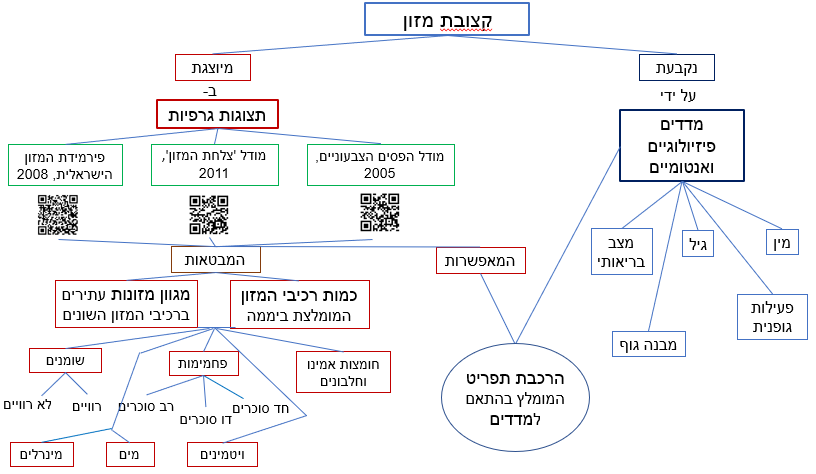 קצובת מזון
נקבעת
מיוצגת
על ידי
ב-
תצוגות גרפיות
מדדים
פיזיולוגיים
ואנטומיים
מודל הפסים הצבעוניים,
2005
מודל 'צלחת המזון',
2011
פירמידת המזון
הישראלית, 2008
מין
גיל
מצב
בריאותי
פעילות
גופנית
מבנה גוף
המאפשרות
המבטאות
כמות רכיבי המזון
המומלצת ביממה
מגוון מזונות עתירים
ברכיבי המזון השונים
הרכבת תפריט
המומלץ בהתאם
למדדים
חומצות אמינו
וחלבונים
פחמימות
שומנים
חד סוכרים
דו סוכרים
רב סוכרים
רוויים
לא רוויים
ויטמינים
מים
מינרלים